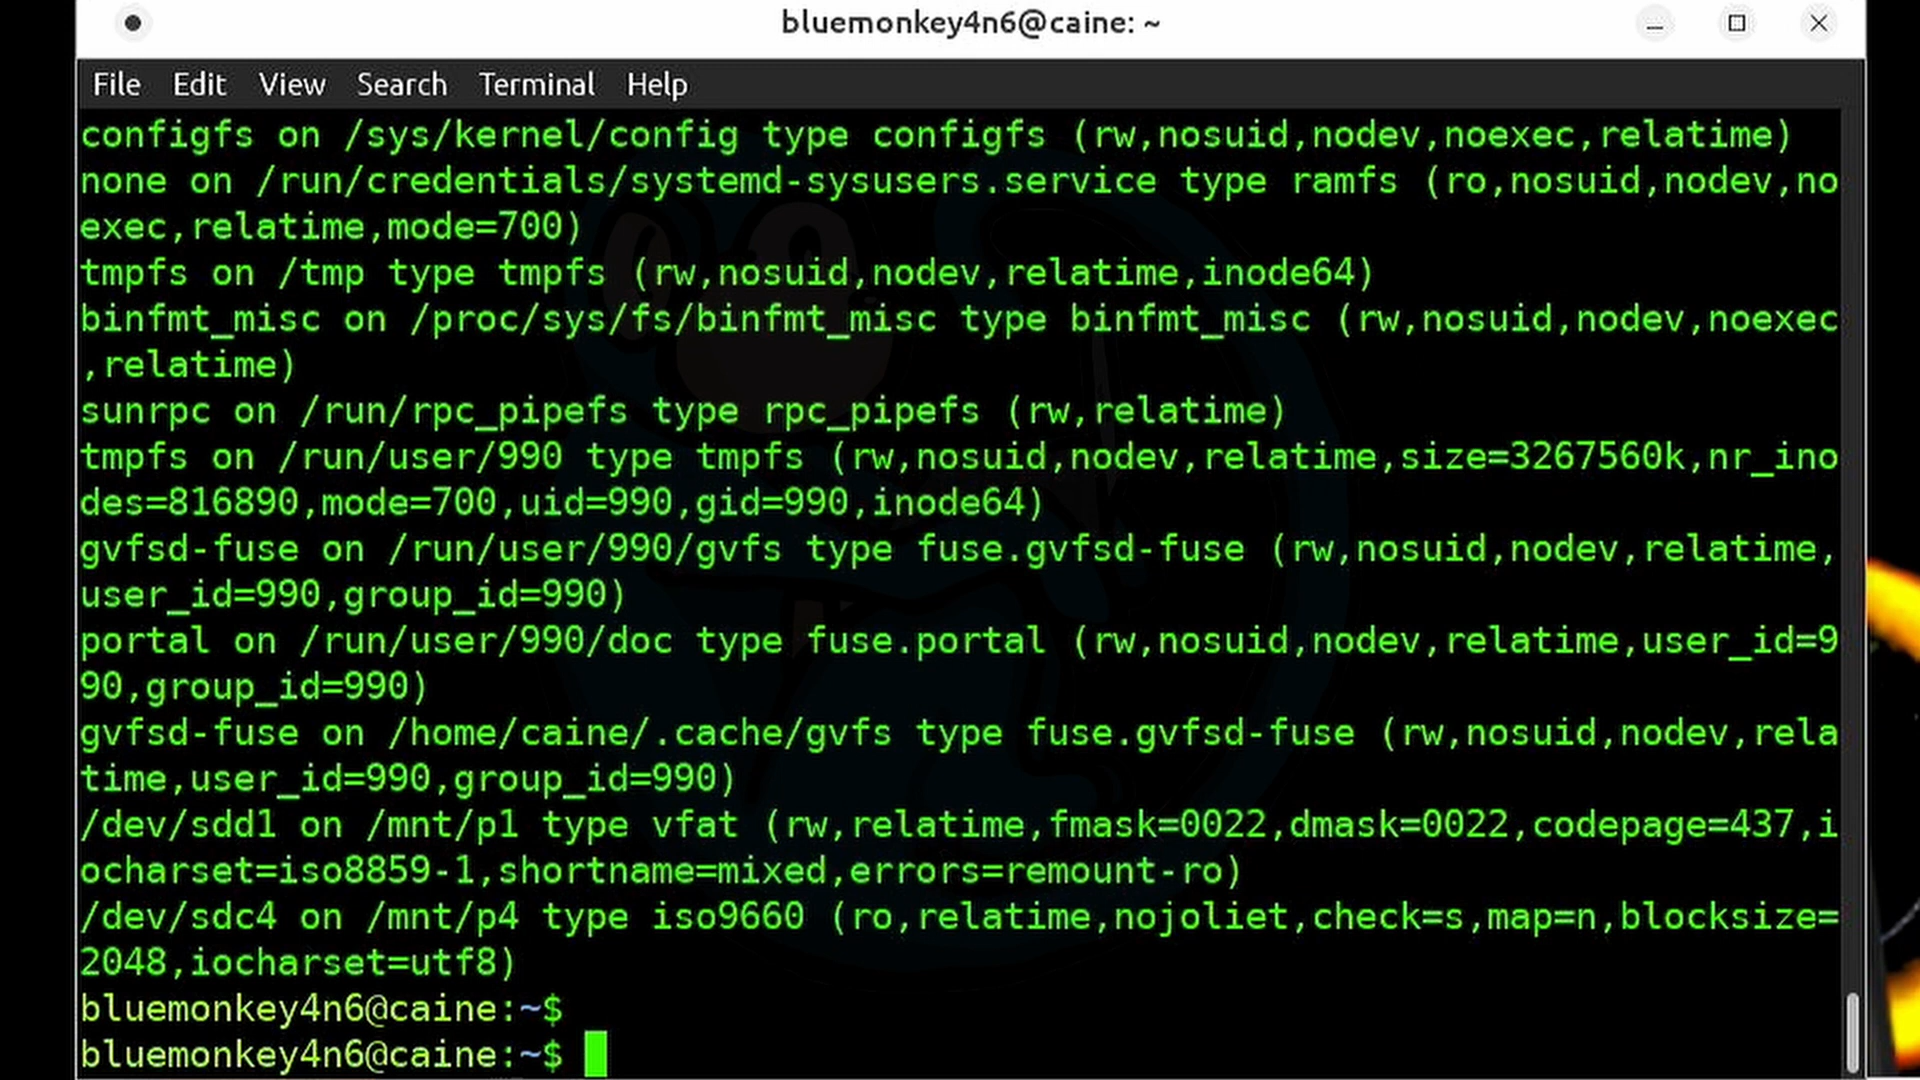 bluemonkey4n6@caine: ~
File Edit View Search Terminal Help
configfs on /sys/kernel/config type configfs (rw,nosuid,nodev,noexec,relatime)
none on /run/credentials/systemd-sysusers.service type ramfs (ro,nosuid,nodev,no
exec,relatime,mode=700)
tmpfs on /tmp type tmpfs (rw,nosuid,nodev,relatime,inode64)
binfmt_misc on /proc/sys/fs/binfmt_misc type binfmt_misc (rw,nosuid,nodev,noexec
,relatime)
sunrpc on /run/rpc_pipefs type rpc_pipefs (rw,relatime)
tmpfs on /run/user/990 type tmpfs (rw,nosuid,nodev,relatime,size=3267560k,nr_ino
des=816890,mode=700,uid=990,gid=990,inode64)
gvfsd-fuse on /run/user/990/gvfs type fuse.gvfsd-fuse (rw,nosuid,nodev,relatime,
user_id=990,group_id=990)
portal on /run/user/990/doc type fuse.portal (rw,nosuid,nodev,relatime,user_id=9
90,group_id=990)
gvfsd-fuse on /home/caine/.cache/gvfs type fuse.gvfsd-fuse (rw,nosuid,nodev,rela
time,user_id=990,group_id=990)
/dev/sdd1 on /mnt/p1 type vfat (rw,relatime,fmask=0022,dmask=0022,codepage=437,i
ocharset=iso8859-1,shortname=mixed,errors=remount-ro)
/dev/sdc4 on /mnt/p4 type iso9660 (ro,relatime,nojoliet,check=s,map=n,blocksize=
2048,iocharset=utf8)
bluemonkey4n6@caine:~$
bluemonkey4n6@caine:~$